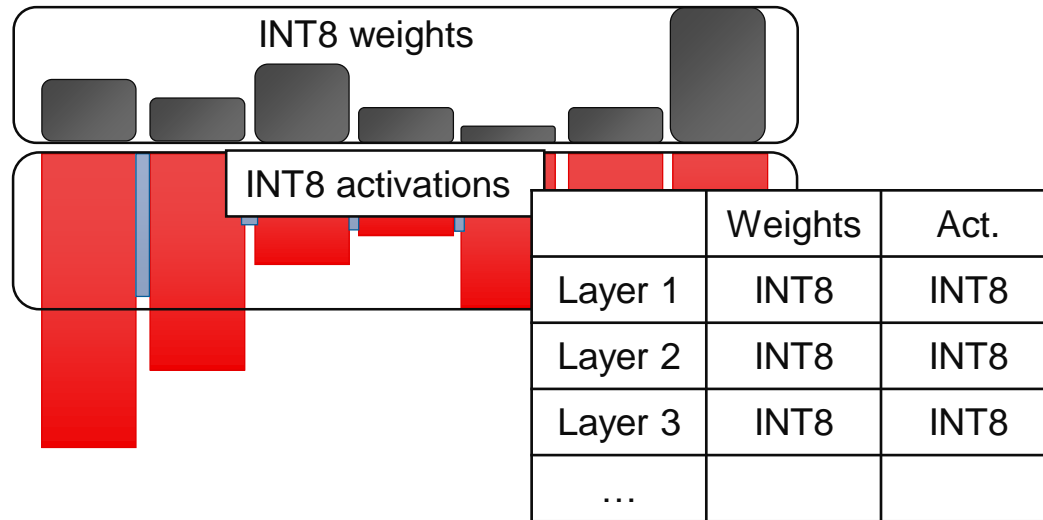 INT8 weights
INT8 activations
Weights Act.
Layer 1 INT8 INT8
Layer 2 INT8 INT8
Layer 3 INT8 INT8
…